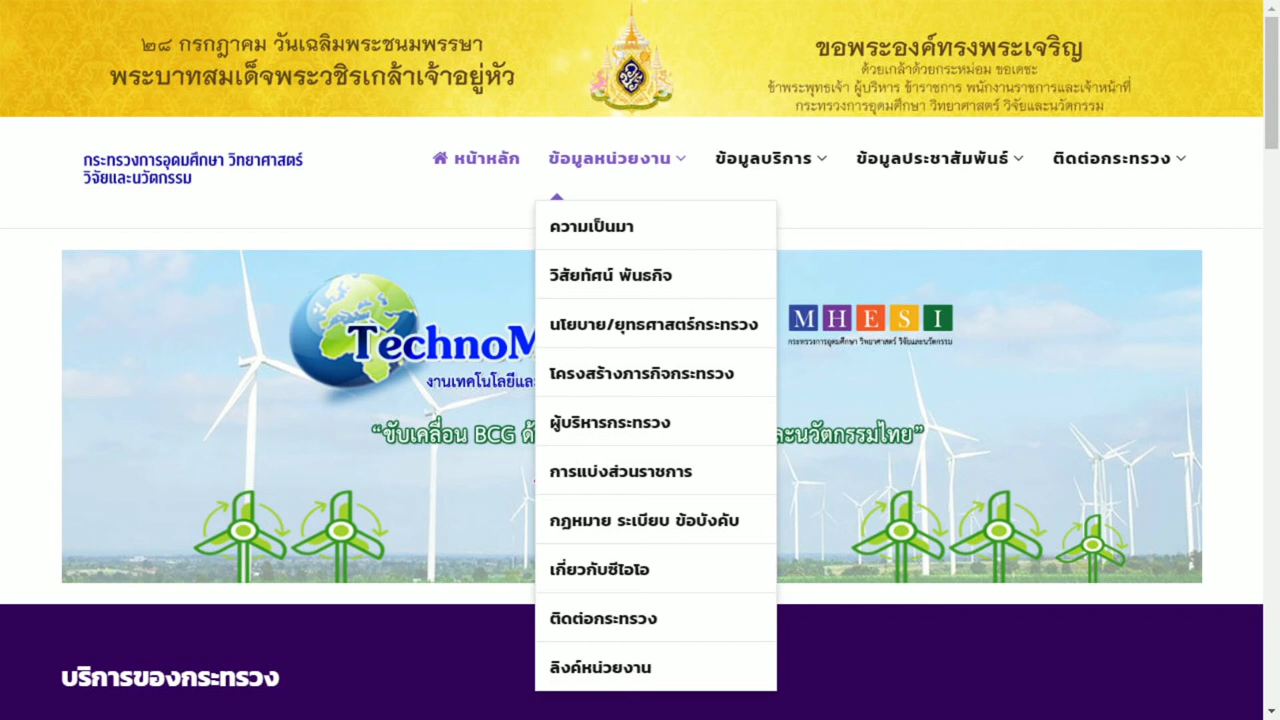 ๒๘ กรกฎาคม วันเฉลิมพระชนมพรรษา
พระบาทสมเด็จพระวชิรเกล้าเจ้าอยู่หัว
ขอพระองค์ทรงพระเจริญ
ด้วยเกล้าด้วยกระหม่อม ขอเดชะ
ข้าพระพุทธเจ้า ผู้บริหาร ข้าราชการ พนักงานราชการและเจ้าหน้าที่
กระทรวงการอุดมศึกษา วิทยาศาสตร์ วิจัยและนวัตกรรม
กระทรวงการอุดมศึกษา วิทยาศาสตร์
วิจัยและนวัตกรรม
หน้าหลัก ข้อมูลหน่วยงาน ข้อมูลบริการ ข้อมูลประชาสัมพันธ์ ติดต่อกระทรวง
ความเป็นมา
วิสัยทัศน์ พันธกิจ
นโยบาย/ยุทธศาสตร์กระทรวง
โครงสร้างภารกิจกระทรวง
ผู้บริหารกระทรวง
การแบ่งส่วนราชการ
กฎหมาย ระเบียบ ข้อบังคับ
เกี่ยวกับซีไอโอ
ติดต่อกระทรวง
ลิงค์หน่วยงาน
TechnoM
งานเทคโนโลยีและ
MHESI
กระทรวงการอุดมศึกษา วิทยาศาสตร์ วิจัยและนวัตกรรม
“ขับเคลื่อน BCG ด้ ละนวัตกรรมไทย”
บริการของกระทรวง